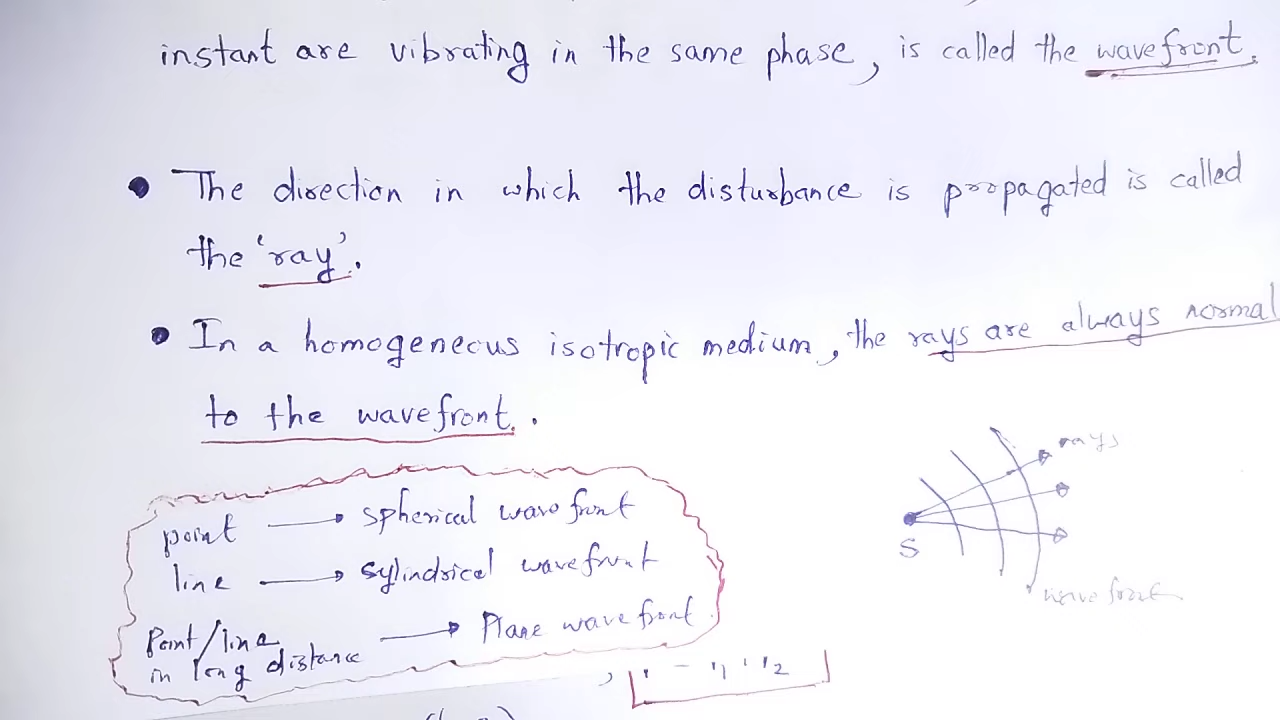 instant are vibrating in the same phase, is called the wavefront.
• The direction in which the disturbance is propagated is called
the 'ray'.
• In a homogeneous isotropic medium, the rays are always normal
to the wavefront.
point → spherical wavefront
line → sylindrical wavefront
Point/line
in long distance → Plane wavefront
rays
S
wavefront